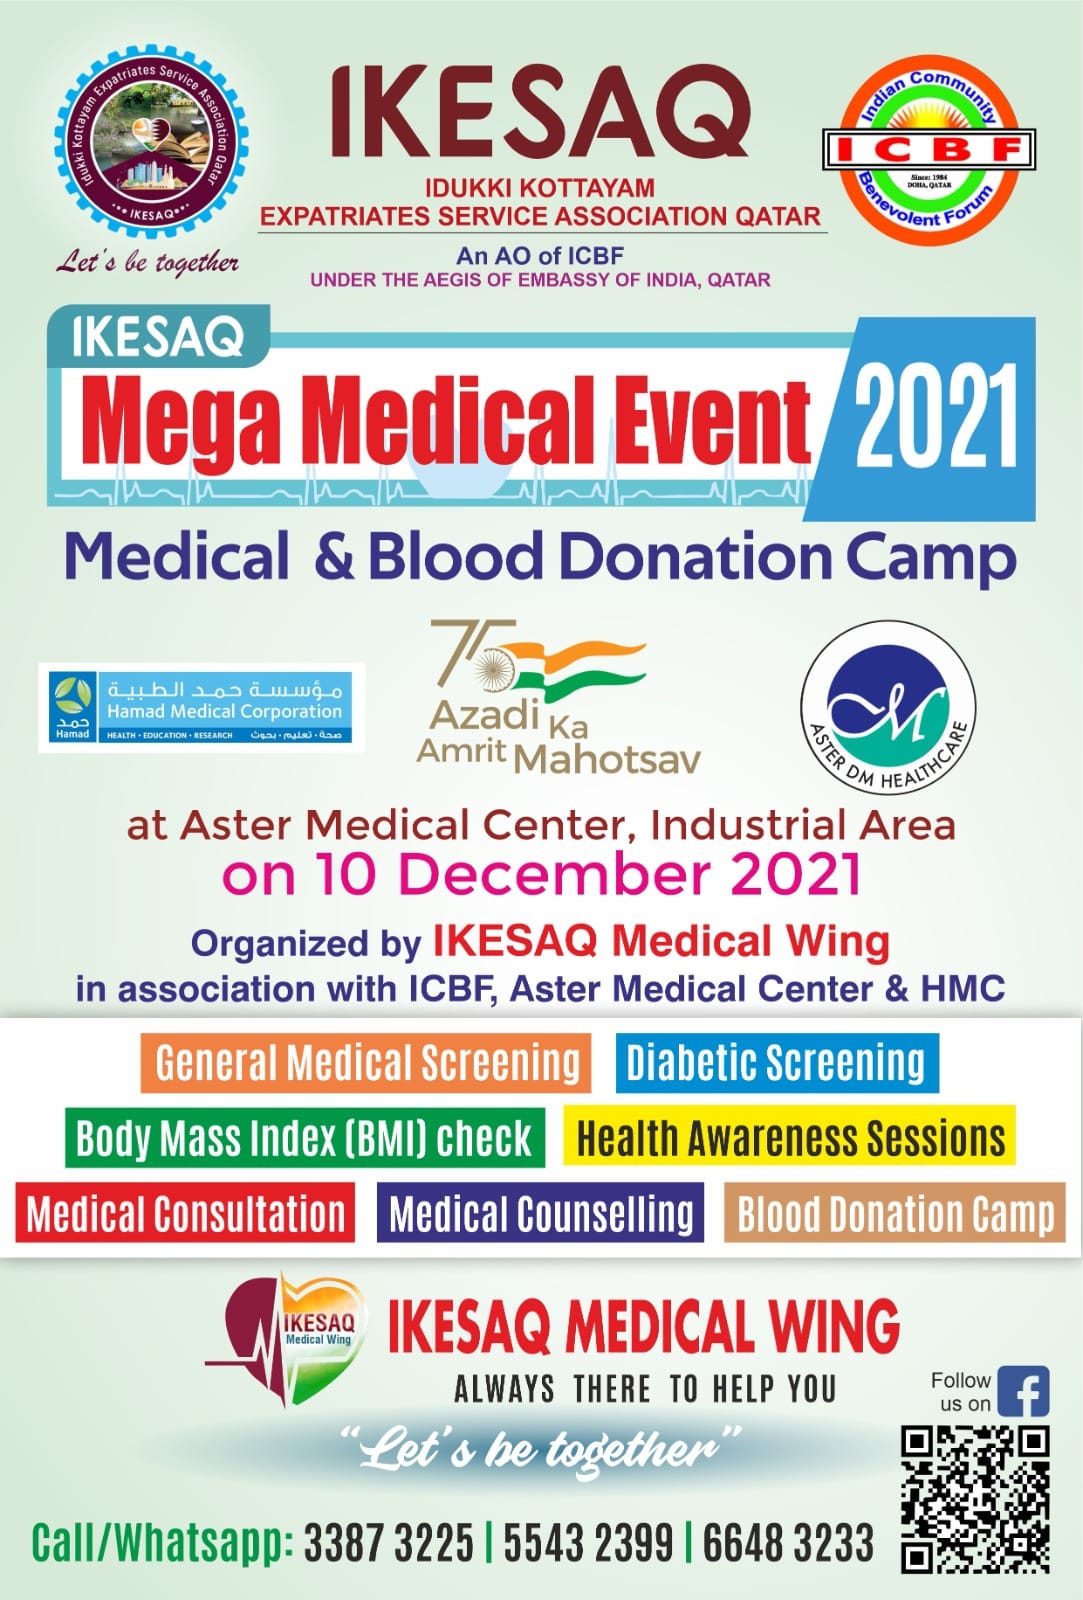 Idukki Kottayam Expatriates Service Association Qatar
IKESAQ
Let's be together
IKESAQ
IDUKKI KOTTAYAM
EXPATRIATES SERVICE ASSOCIATION QATAR
An AO of ICBF
UNDER THE AEGIS OF EMBASSY OF INDIA, QATAR
Indian Community
ICBF
Since: 1984
DOHA, QATAR
Benevolent Forum
IKESAQ
Mega Medical Event 2021
Medical & Blood Donation Camp
مؤسسة حمد الطبية
Hamad Medical Corporation
حمد
Hamad
HEALTH • EDUCATION • RESEARCH صحة • تعليم • بحوث
75
Azadi Ka
Amrit Mahotsav
M
ASTER DM HEALTHCARE
at Aster Medical Center, Industrial Area
on 10 December 2021
Organized by IKESAQ Medical Wing
in association with ICBF, Aster Medical Center & HMC
General Medical Screening Diabetic Screening
Body Mass Index (BMI) check Health Awareness Sessions
Medical Consultation Medical Counselling Blood Donation Camp
IKESAQ
Medical Wing
IKESAQ MEDICAL WING
ALWAYS THERE TO HELP YOU
"Let's be together"
Follow
us on f
Call/Whatsapp: 3387 3225 | 5543 2399 | 6648 3233